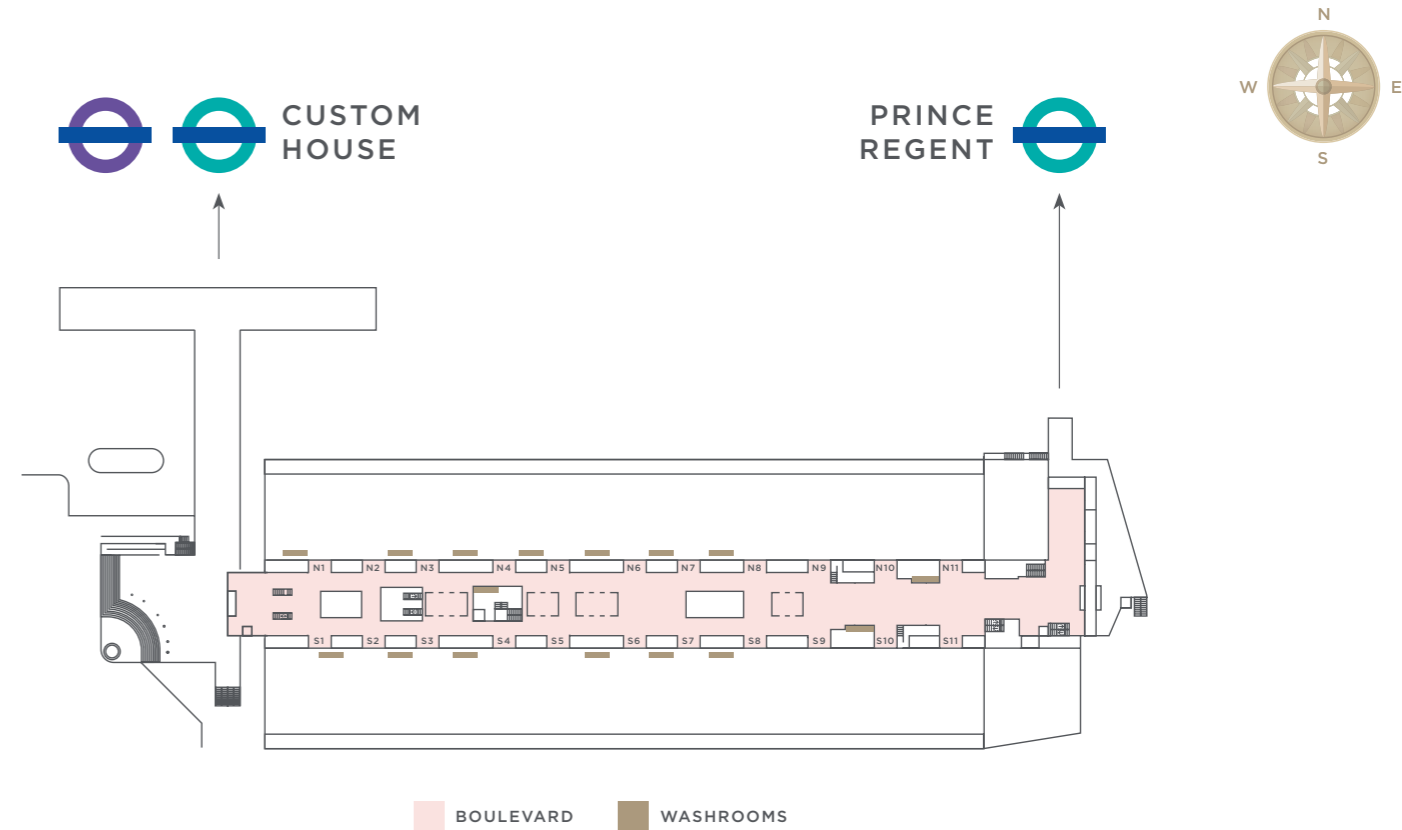 N
W E
S
CUSTOM
HOUSE
PRINCE
REGENT
N1 N2 N3 N4 N5 N6 N7 N8 N9 N10 N11
S1 S2 S3 S4 S5 S6 S7 S8 S9 S10 S11
BOULEVARD WASHROOMS